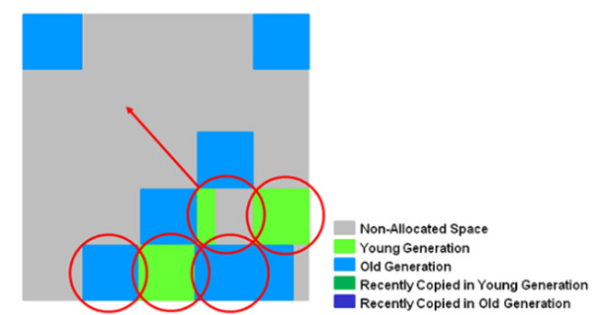 Non-Allocated Space
Young Generation
Old Generation
Recently Copied in Young Generation
Recently Copied in Old Generation